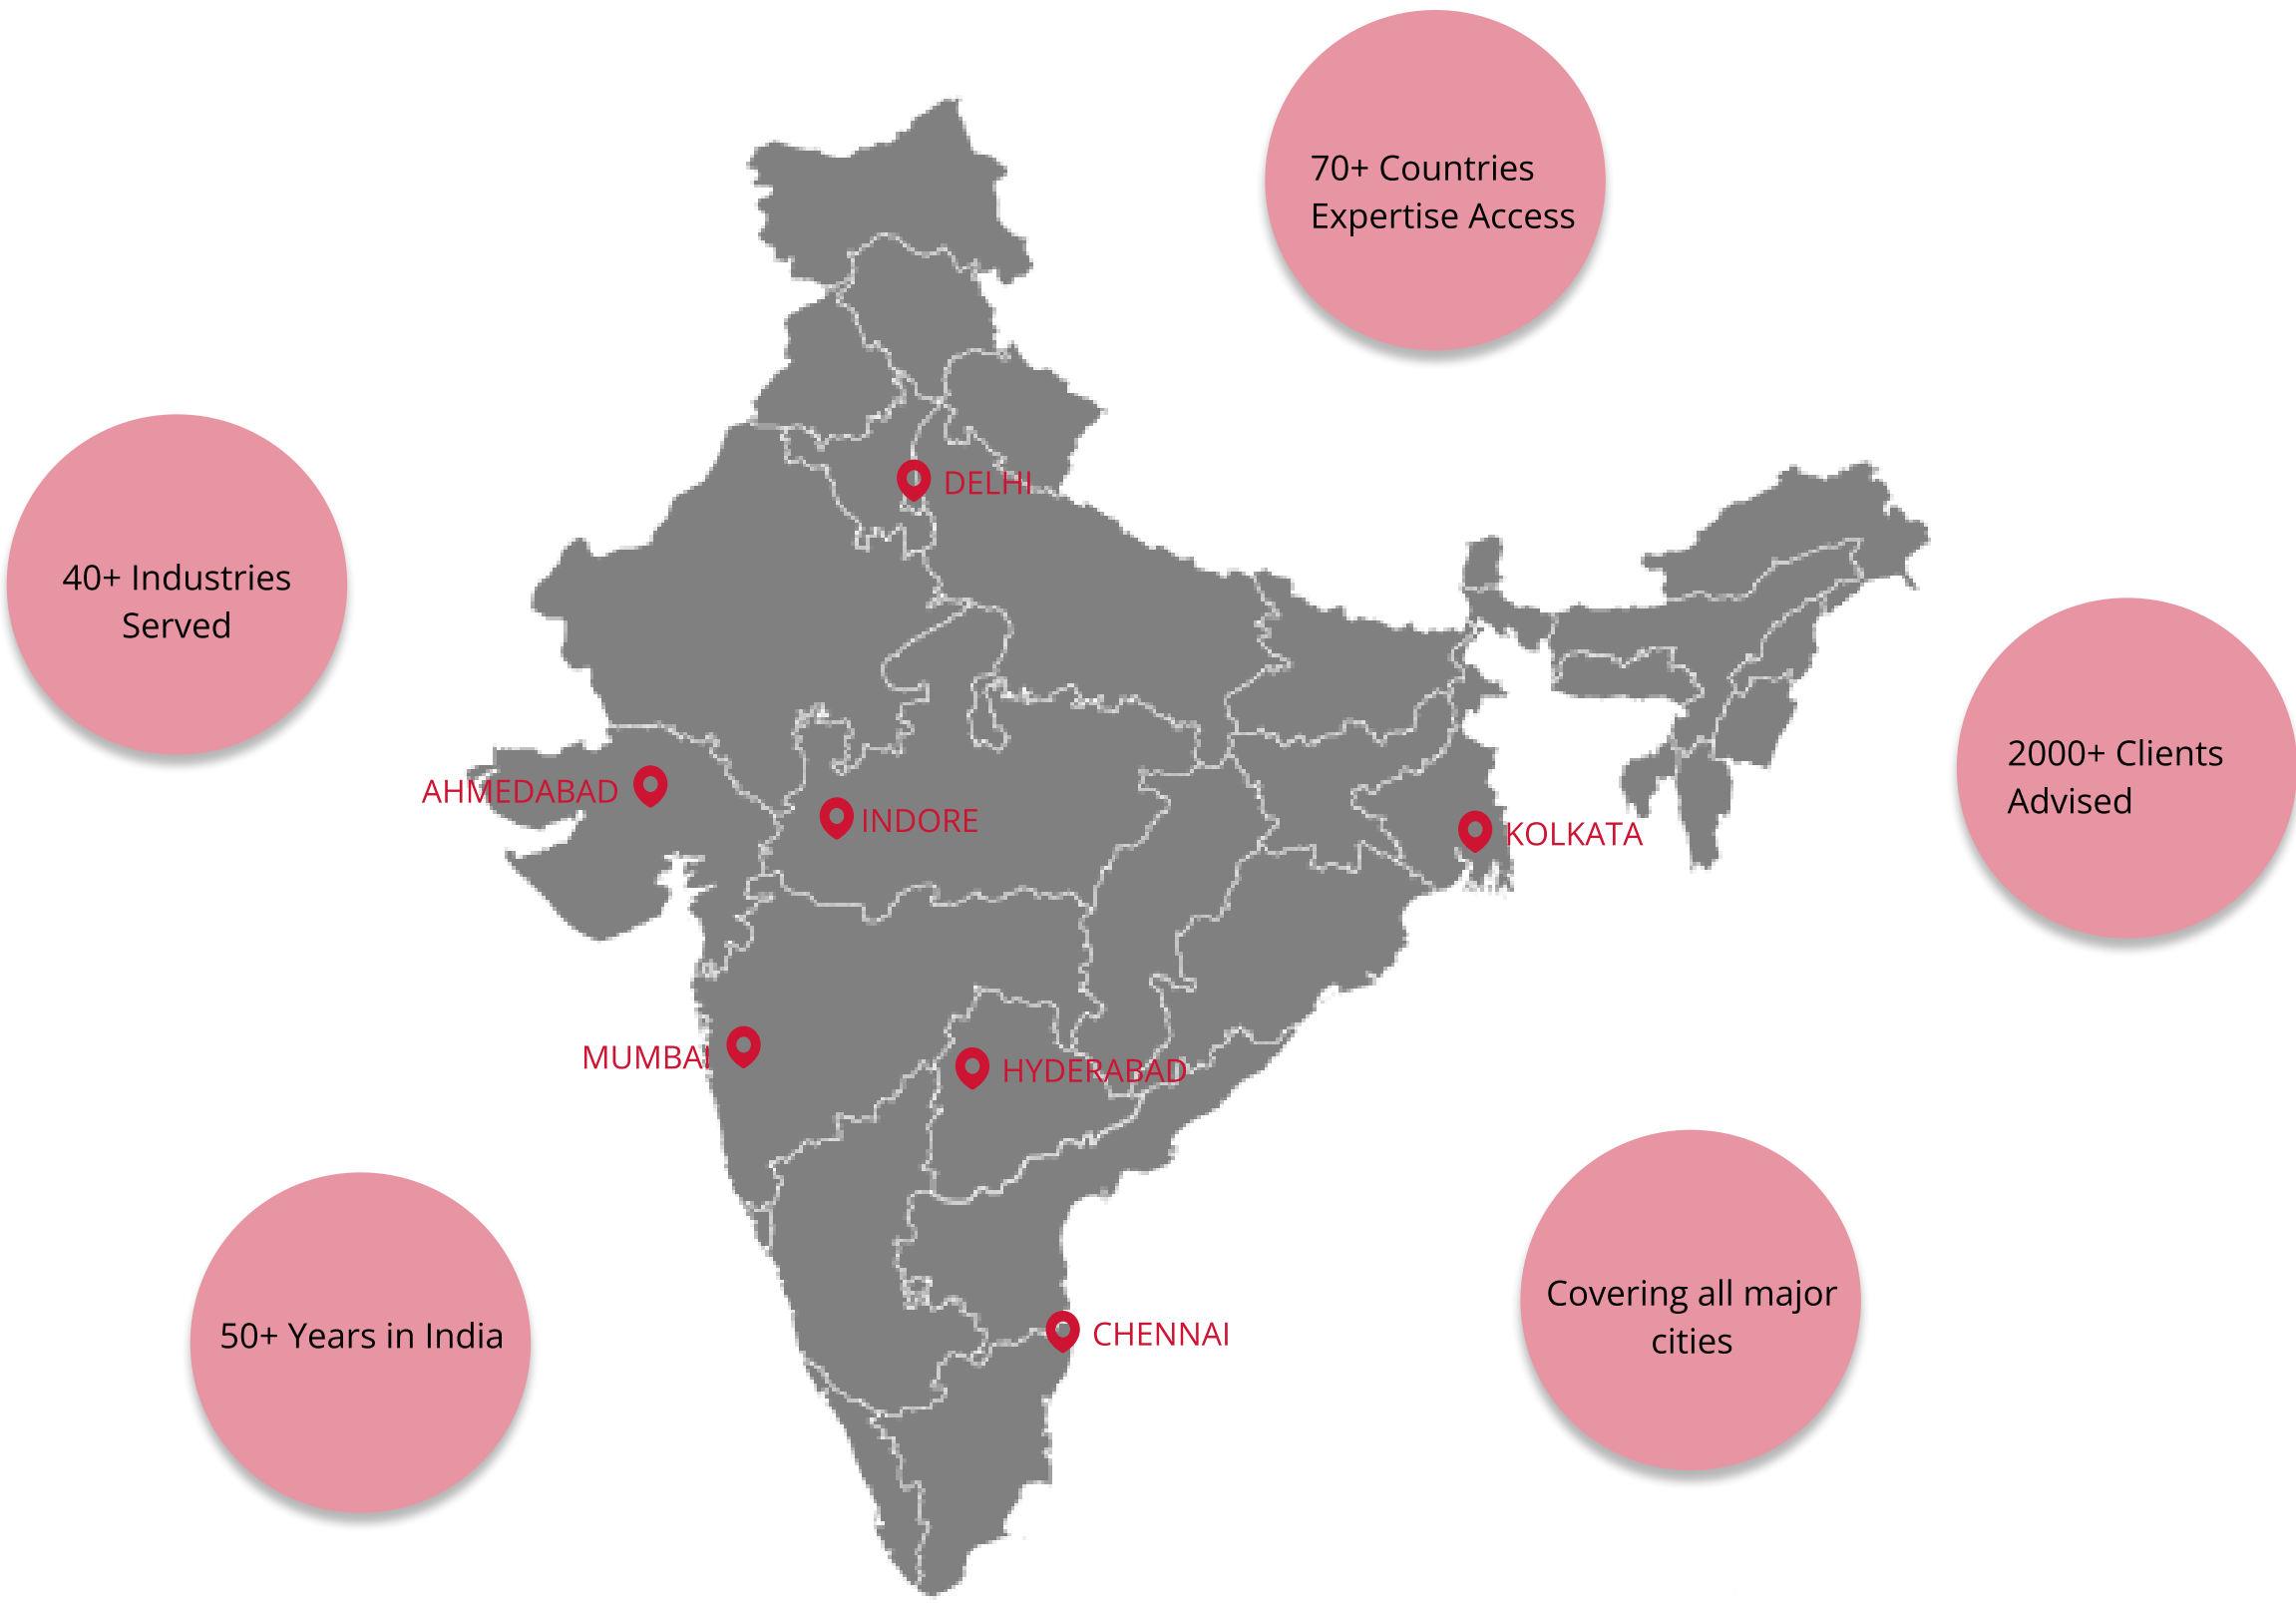 70+ Countries
Expertise Access
DELHI
40+ Industries
Served
2000+ Clients
Advised
AHMEDABAD
INDORE
KOLKATA
MUMBAI
HYDERABAD
Covering all major
cities
50+ Years in India
CHENNAI